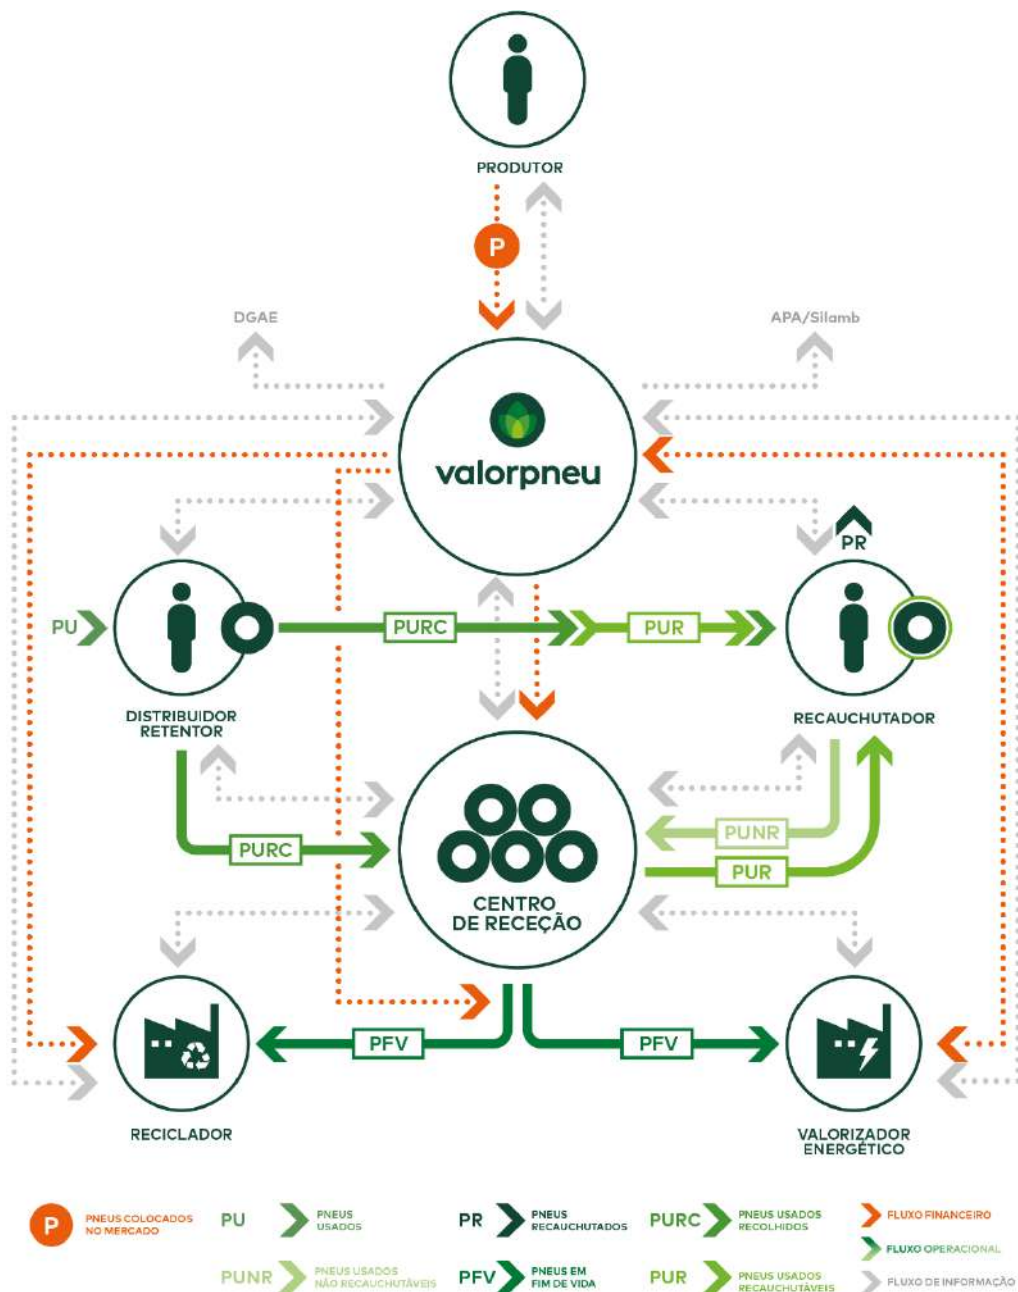 PRODUTOR
P
DGAE
APA/Silamb
valorpneu
PR
PU
PURC
PUR
DISTRIBUIDOR
RETENTOR
RECAUCHUTADOR
PURC
PUNR
PUR
CENTRO
DE RECEÇÃO
PFV
PFV
RECICLADOR
VALORIZADOR
ENERGÉTICO
P
PNEUS COLOCADOS
NO MERCADO
PU
PNEUS
USADOS
PR
PNEUS
RECAUCHUTADOS
PURC
PNEUS USADOS
RECOLHIDOS
FLUXO FINANCEIRO
FLUXO OPERACIONAL
PUNR
PNEUS USADOS
NÃO RECAUCHUTÁVEIS
PFV
PNEUS EM
FIM DE VIDA
PUR
PNEUS USADOS
RECAUCHUTÁVEIS
FLUXO DE INFORMAÇÃO